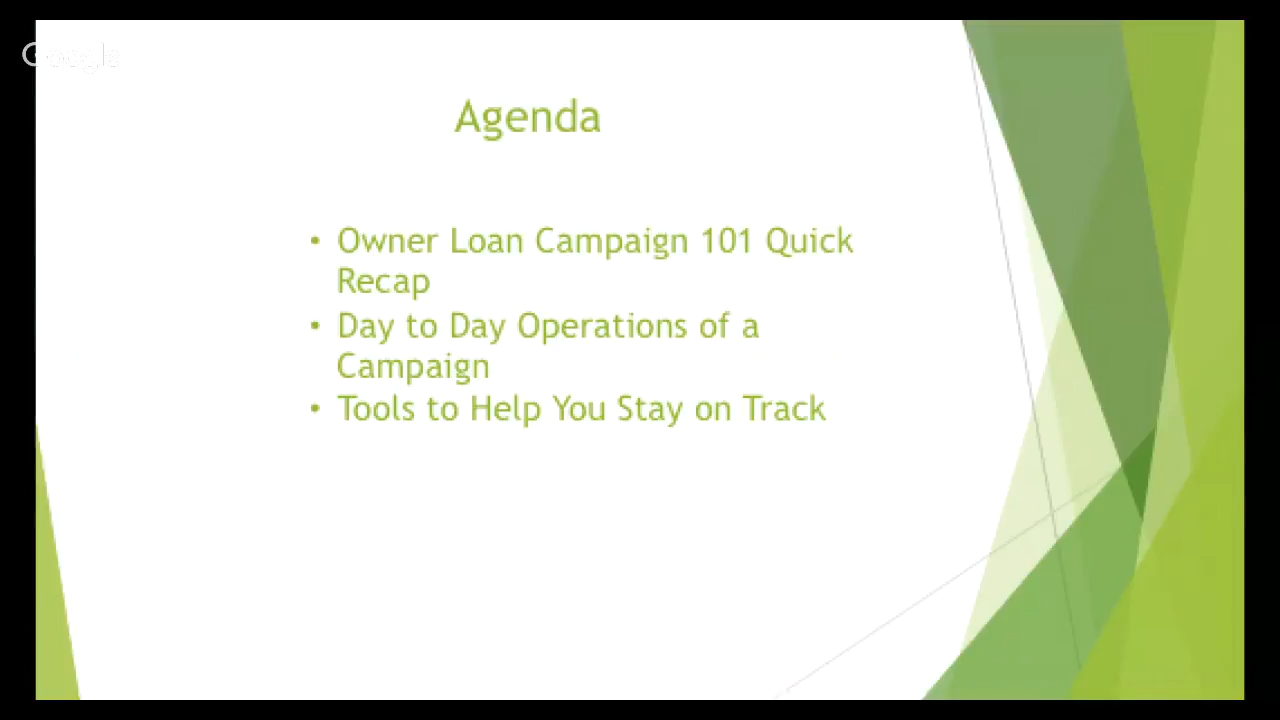 Google
Agenda
• Owner Loan Campaign 101 Quick
Recap
• Day to Day Operations of a
Campaign
• Tools to Help You Stay on Track